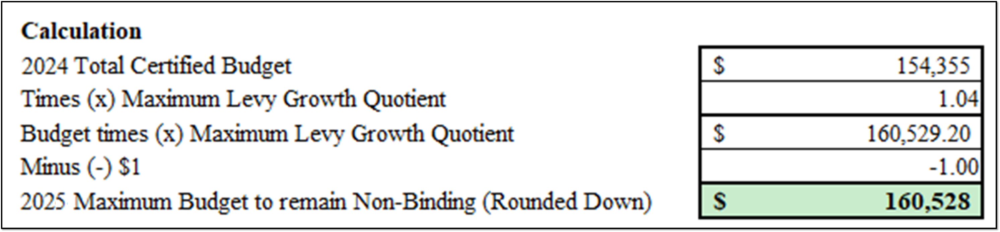 Calculation
2024 Total Certified Budget $ 154,355
Times (x) Maximum Levy Growth Quotient 1.04
Budget times (x) Maximum Levy Growth Quotient $ 160,529.20
Minus (-) $1 -1.00
2025 Maximum Budget to remain Non-Binding (Rounded Down) $ 160,528